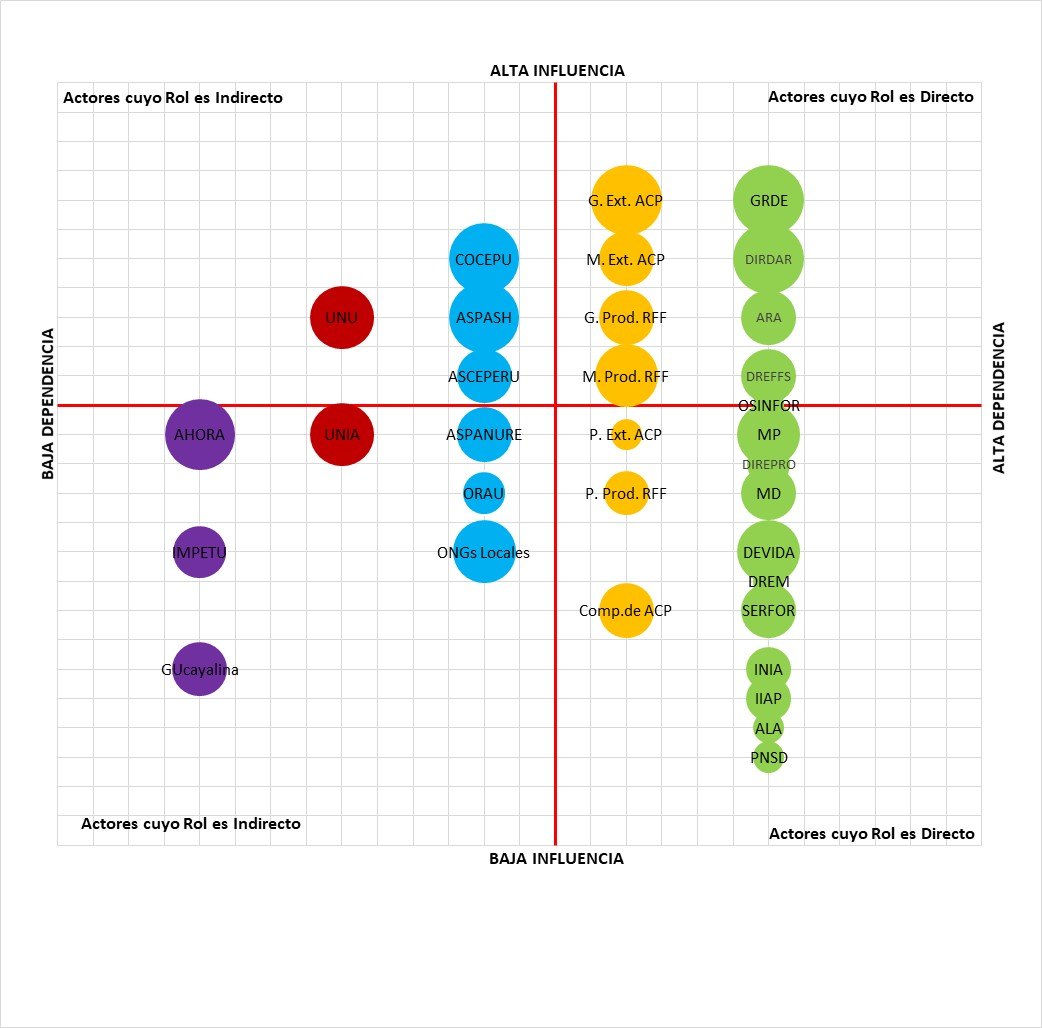 ALTA INFLUENCIA
Actores cuyo Rol es Indirecto
Actores cuyo Rol es Directo
G. Ext. ACP
GRDE
COCEPU
M. Ext. ACP
DIRDAR
UNU
ASPASH
G. Prod. RFF
ARA
ASCEPERU
M. Prod. RFF
DREFFS
BAJA DEPENDENCIA
ALTA DEPENDENCIA
OSINFOR
AHORA
UNIA
ASPANURE
P. Ext. ACP
MP
DIREPRO
ORAU
P. Prod. RFF
MD
IMPETU
ONGs Locales
DEVIDA
DREM
Comp.de ACP
SERFOR
GUcayalina
INIA
IIAP
ALA
PNSD
Actores cuyo Rol es Indirecto
Actores cuyo Rol es Directo
BAJA INFLUENCIA